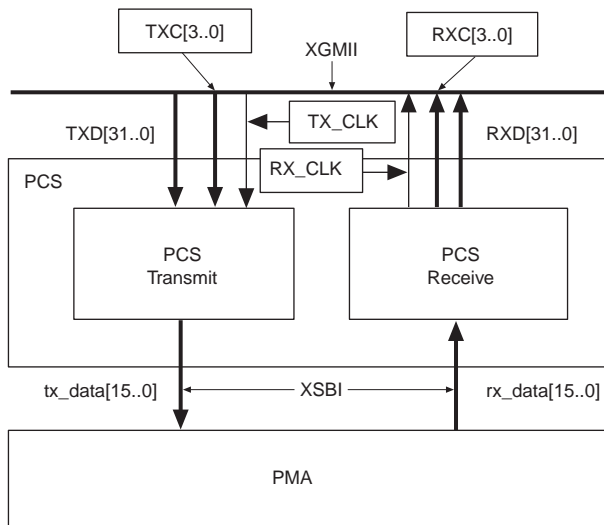 TXC[3..0]
RXC[3..0]
XGMII
TXD[31..0]
TX_CLK
RXD[31..0]
RX_CLK
PCS
PCS
Transmit
PCS
Receive
tx_data[15..0]
XSBI
rx_data[15..0]
PMA